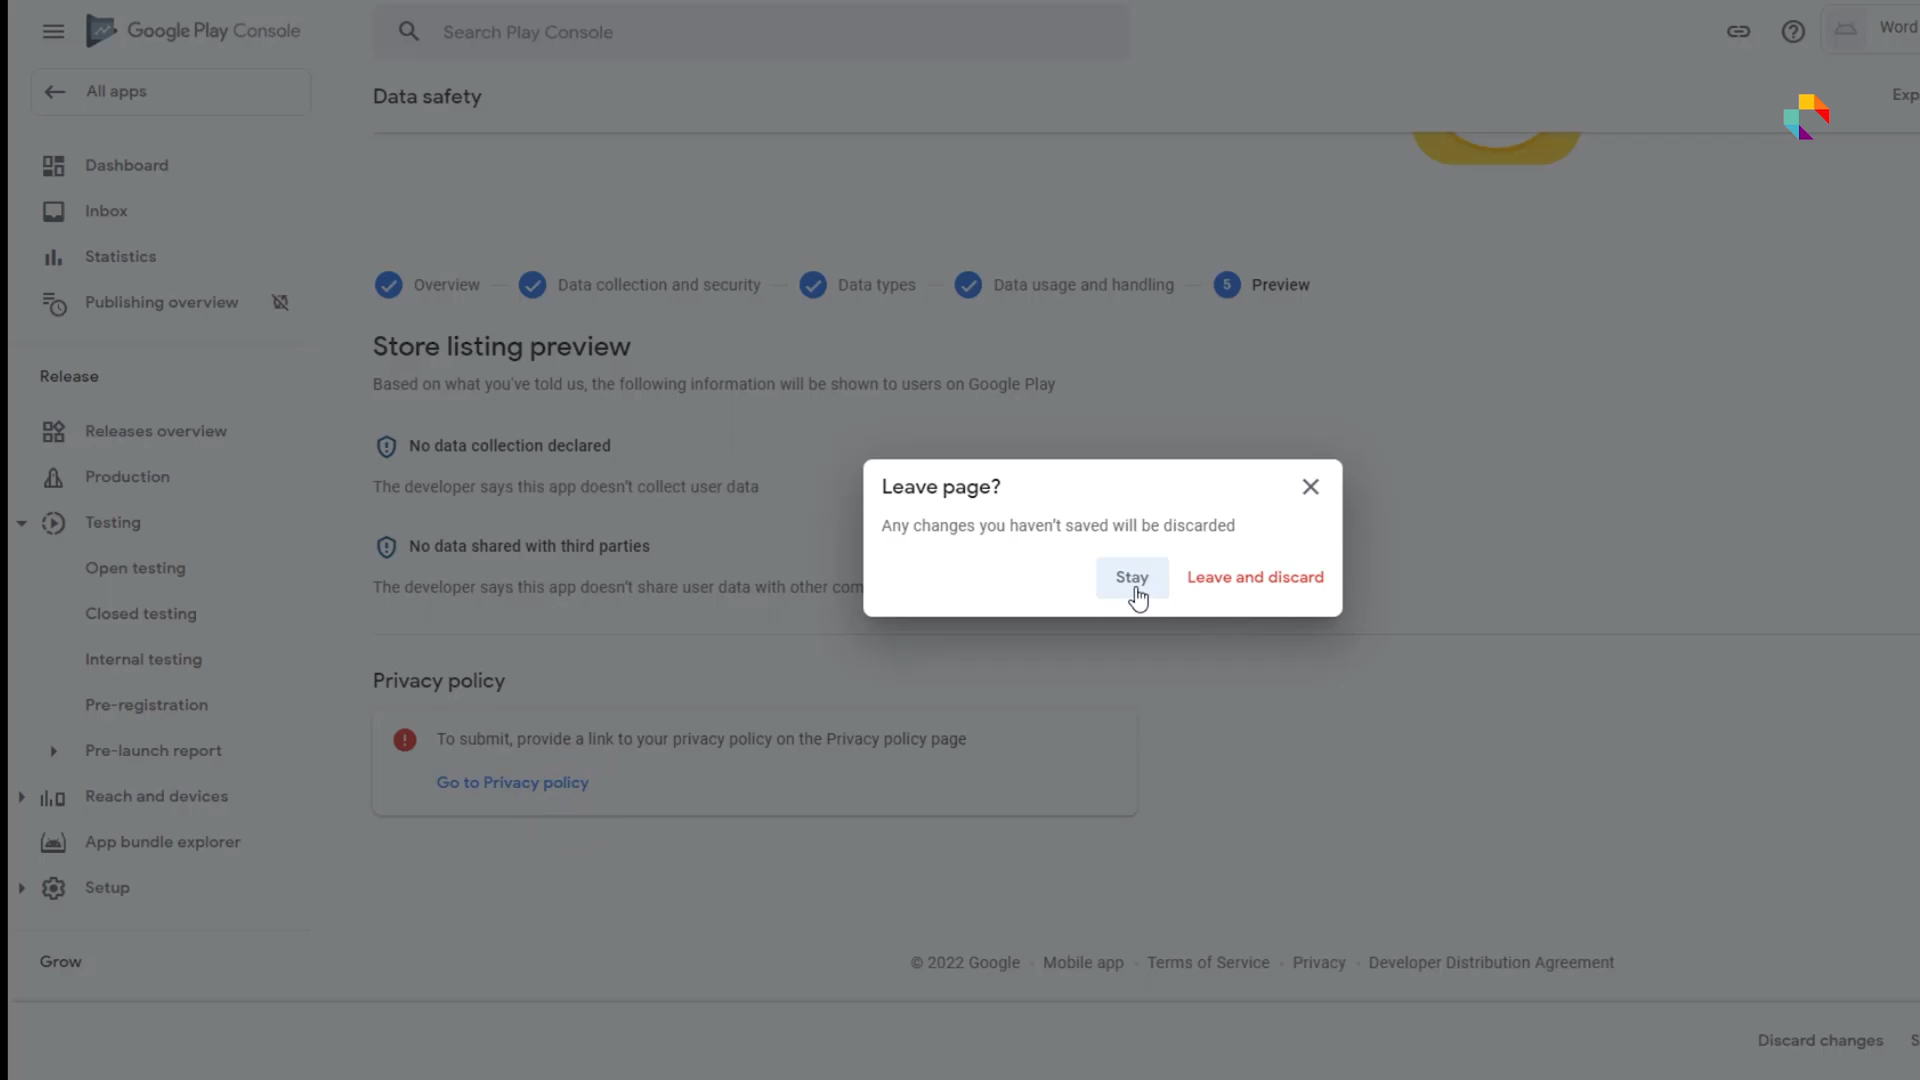 Google Play Console
Search Play Console
Word
All apps
Data safety
Exp
Dashboard
Inbox
Statistics
Publishing overview
Release
Releases overview
Production
Testing
Open testing
Closed testing
Internal testing
Pre-registration
Pre-launch report
Reach and devices
App bundle explorer
Setup
Grow
Overview
Data collection and security
Data types
Data usage and handling
5 Preview
Store listing preview
Based on what you've told us, the following information will be shown to users on Google Play
No data collection declared
The developer says this app doesn't collect user data
No data shared with third parties
The developer says this app doesn't share user data with other com
Leave page?
Any changes you haven't saved will be discarded
Stay
Leave and discard
Privacy policy
To submit, provide a link to your privacy policy on the Privacy policy page
Go to Privacy policy
© 2022 Google · Mobile app · Terms of Service · Privacy · Developer Distribution Agreement
Discard changes
S